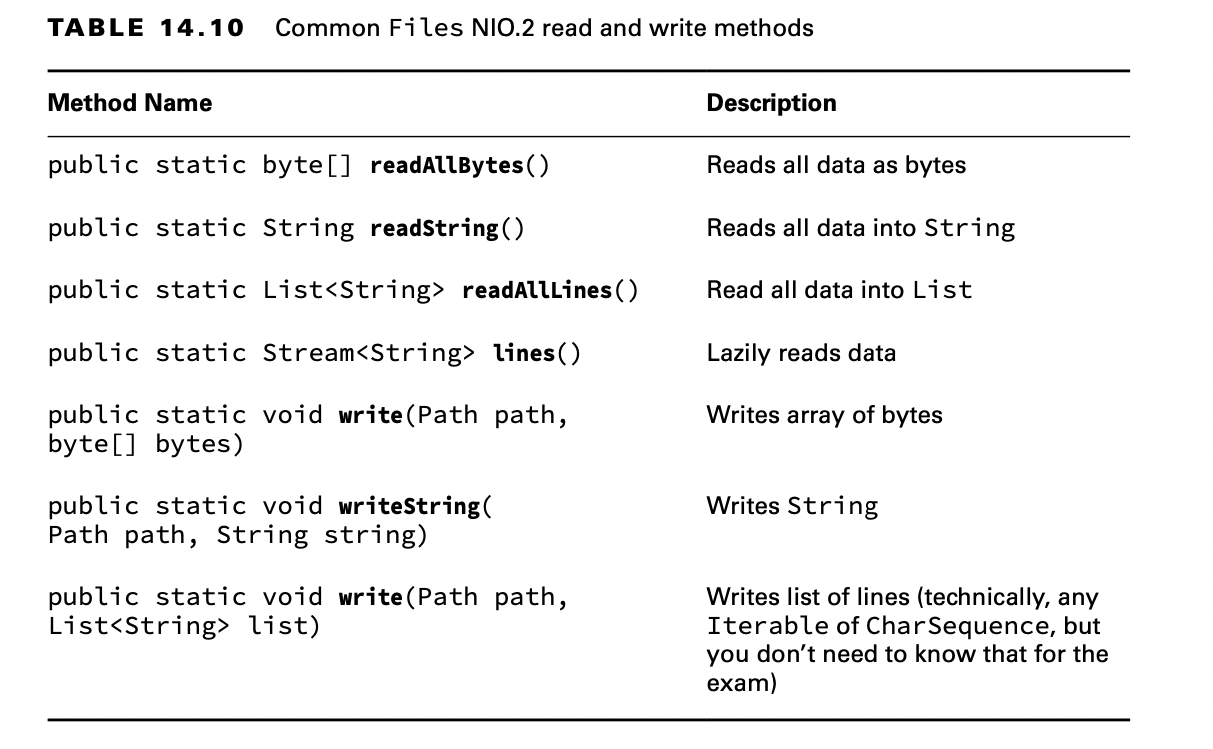 TABLE 14.10 Common Files NIO.2 read and write methods
Method Name Description
public static byte[] readAllBytes() Reads all data as bytes
public static String readString() Reads all data into String
public static List<String> readAllLines() Read all data into List
public static Stream<String> lines() Lazily reads data
public static void write(Path path, Writes array of bytes
byte[] bytes)
public static void writeString( Writes String
Path path, String string)
public static void write(Path path, Writes list of lines (technically, any
List<String> list) Iterable of CharSequence, but
you don’t need to know that for the
exam)